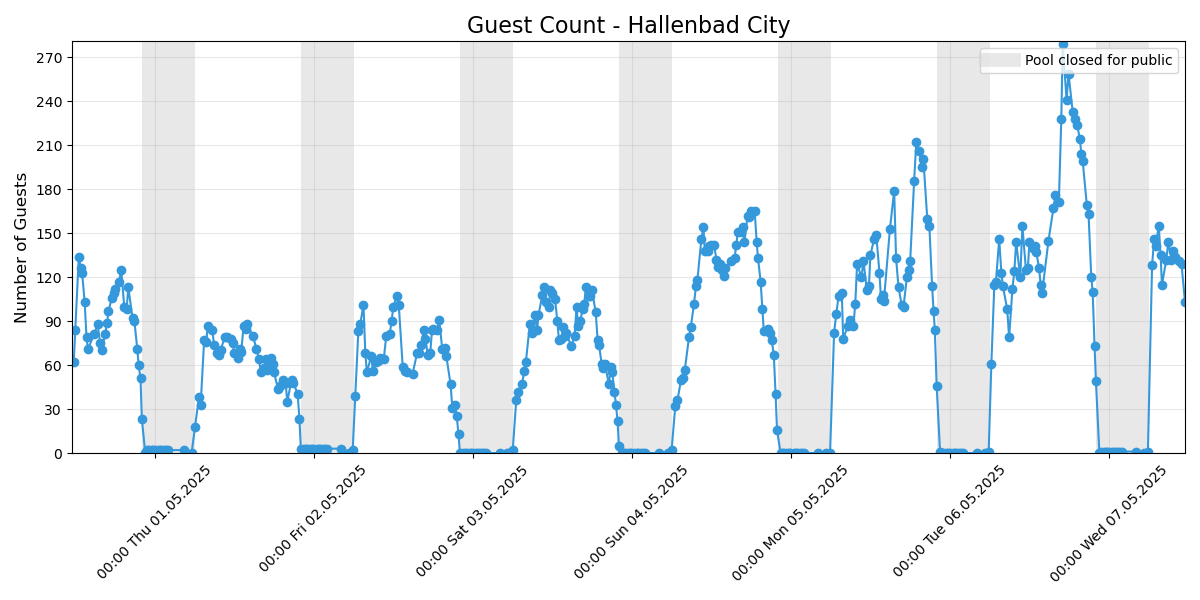 Guest Count - Hallenbad City
Pool closed for public
Number of Guests
270
240
210
180
150
120
90
60
30
0
00:00 Thu 01.05.2025
00:00 Fri 02.05.2025
00:00 Sat 03.05.2025
00:00 Sun 04.05.2025
00:00 Mon 05.05.2025
00:00 Tue 06.05.2025
00:00 Wed 07.05.2025